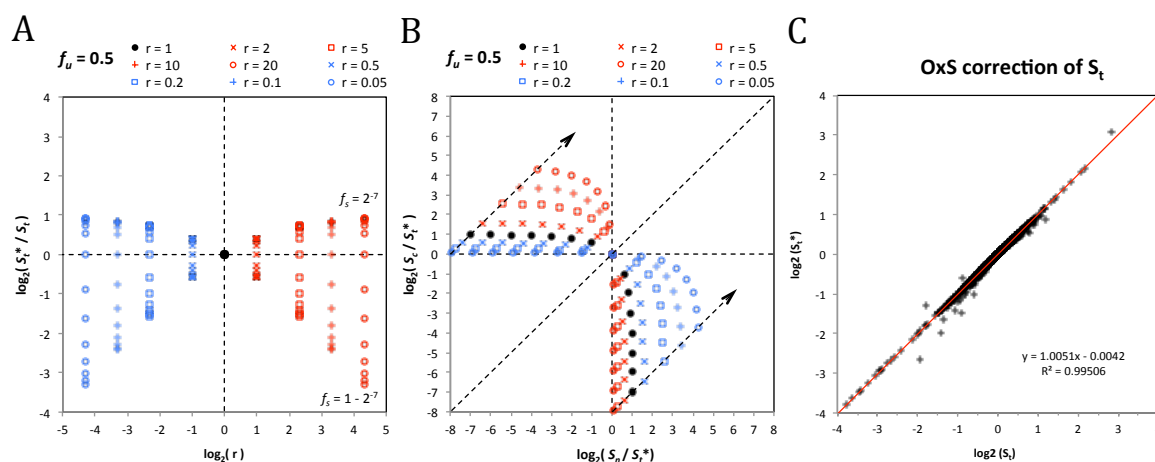 A
f_u = 0.5
r = 1
r = 2
r = 5
r = 10
r = 20
r = 0.5
r = 0.2
r = 0.1
r = 0.05
4
3
2
1
0
-1
-2
-3
-4
log2( S_t* / S_t)
f_s = 2^-7
f_s = 1 - 2^-7
-5
-4
-3
-2
-1
0
1
2
3
4
5
log2( r )
B
f_u = 0.5
r = 1
r = 2
r = 5
r = 10
r = 20
r = 0.5
r = 0.2
r = 0.1
r = 0.05
8
7
6
5
4
3
2
1
0
-1
-2
-3
-4
-5
-6
-7
-8
log2( S_c / S_t*)
-8
-7
-6
-5
-4
-3
-2
-1
0
1
2
3
4
5
6
7
8
log2( S_n / S_t*)
C
OxS correction of S_t
4
3
2
1
0
-1
-2
-3
-4
log2 (S_t*)
y = 1.0051x - 0.0042
R² = 0.99506
-4
-3
-2
-1
0
1
2
3
log2 (S_t)